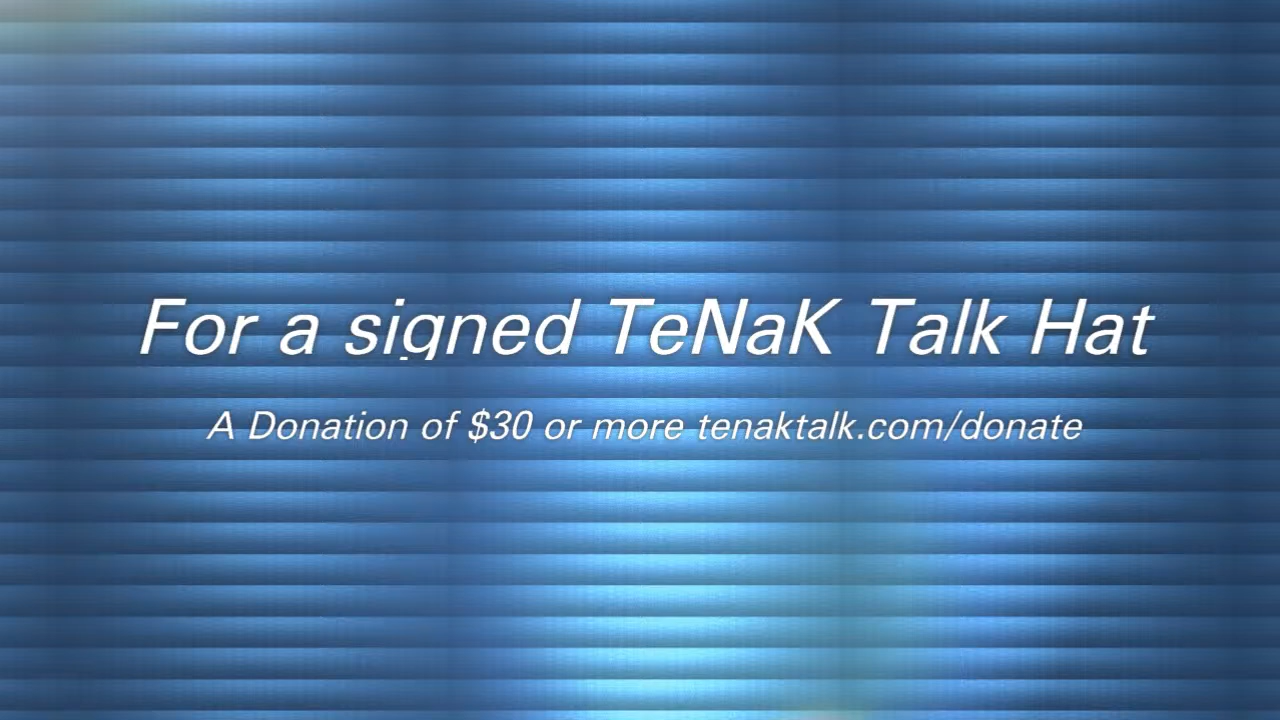 For a signed TeNaK Talk Hat
A Donation of $30 or more tenaktalk.com/donate